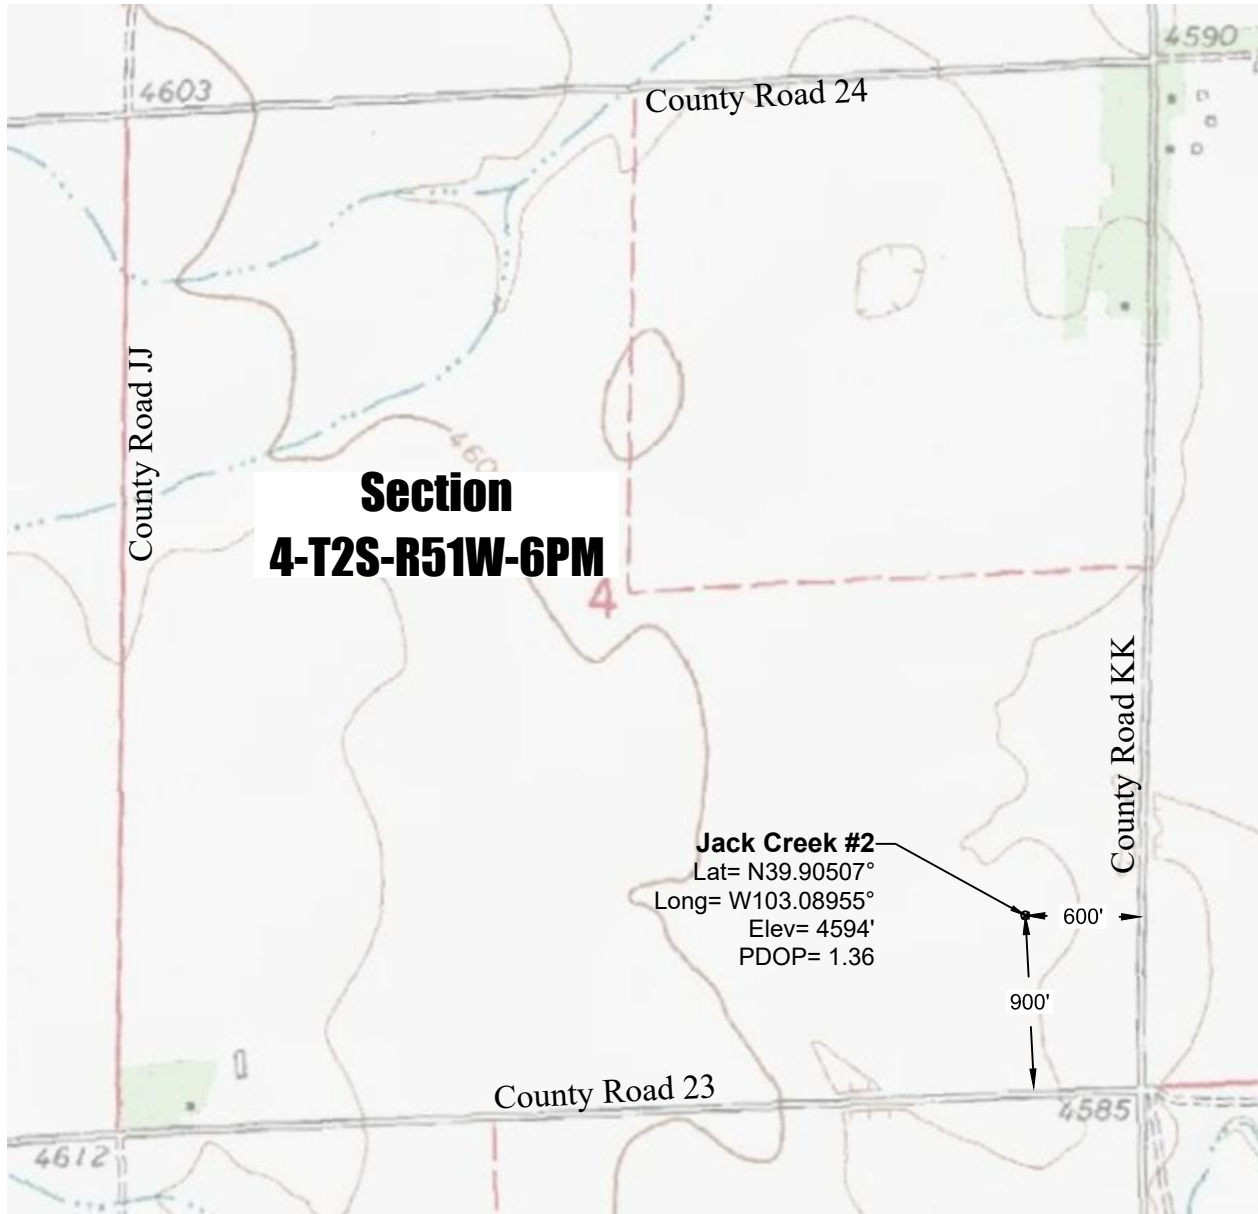 4590
4603
County Road 24
County Road JJ
460
Section
4-T2S-R51W-6PM
4
County Road KK
Jack Creek #2
Lat= N39.90507°
Long= W103.08955°
Elev= 4594'
PDOP= 1.36
600'
900'
County Road 23
4585
4612